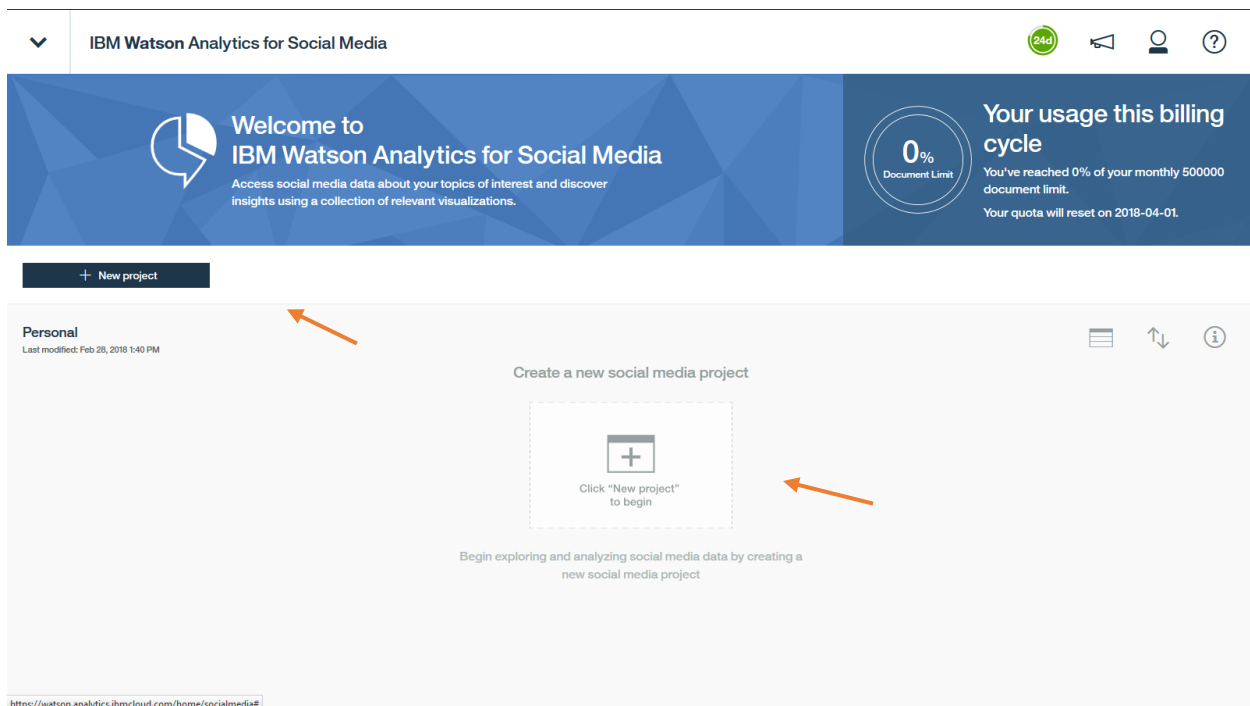 IBM Watson Analytics for Social Media
24d
Welcome to
IBM Watson Analytics for Social Media
Access social media data about your topics of interest and discover
insights using a collection of relevant visualizations.
0%
Document Limit
Your usage this billing
cycle
You've reached 0% of your monthly 500000
document limit.
Your quota will reset on 2018-04-01.
+ New project
Personal
Last modified: Feb 28, 2018 1:40 PM
Create a new social media project
Click "New project"
to begin
Begin exploring and analyzing social media data by creating a
new social media project
https://watson.analytics.ibmcloud.com/home/socialmedia#